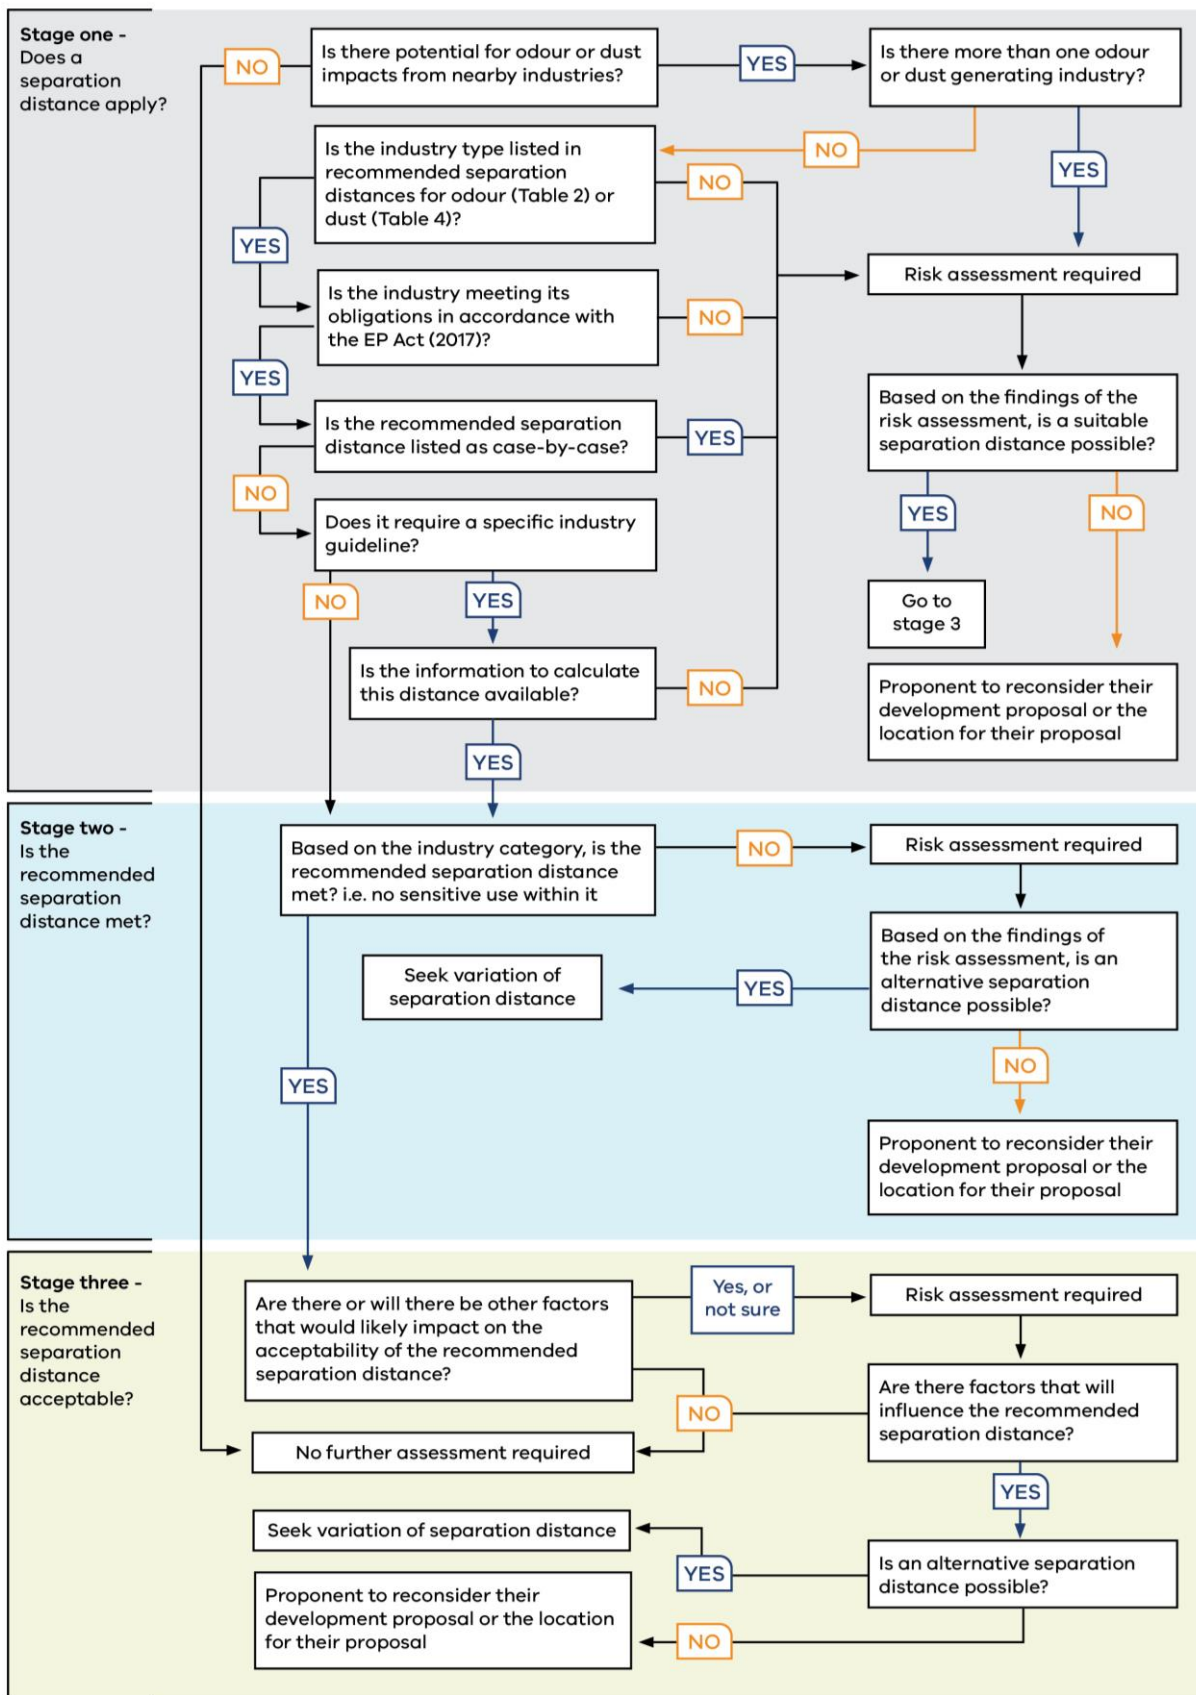 Stage one -
Does a
separation
distance apply?
NO
Is there potential for odour or dust
impacts from nearby industries?
YES
Is there more than one odour
or dust generating industry?
NO
YES
Is the industry type listed in
recommended separation
distances for odour (Table 2) or
dust (Table 4)?
NO
YES
Risk assessment required
Is the industry meeting its
obligations in accordance with
the EP Act (2017)?
NO
YES
Based on the findings of the
risk assessment, is a suitable
separation distance possible?
Is the recommended separation
distance listed as case-by-case?
YES
NO
YES
NO
Does it require a specific industry
guideline?
NO
YES
Go to
stage 3
Is the information to calculate
this distance available?
NO
YES
Proponent to reconsider their
development proposal or the
location for their proposal
Stage two -
Is the
recommended
separation
distance met?
Based on the industry category, is the
recommended separation distance
met? i.e. no sensitive use within it
NO
Risk assessment required
YES
Based on the findings of
the risk assessment, is an
alternative separation
distance possible?
YES
Seek variation of
separation distance
NO
Proponent to reconsider their
development proposal or the
location for their proposal
Stage three -
Is the
recommended
separation
distance
acceptable?
Are there or will there be other factors
that would likely impact on the
acceptability of the recommended
separation distance?
Yes, or
not sure
Risk assessment required
NO
Are there factors that will
influence the recommended
separation distance?
No further assessment required
YES
Seek variation of separation distance
YES
Is an alternative separation
distance possible?
Proponent to reconsider their
development proposal or the location
for their proposal
NO